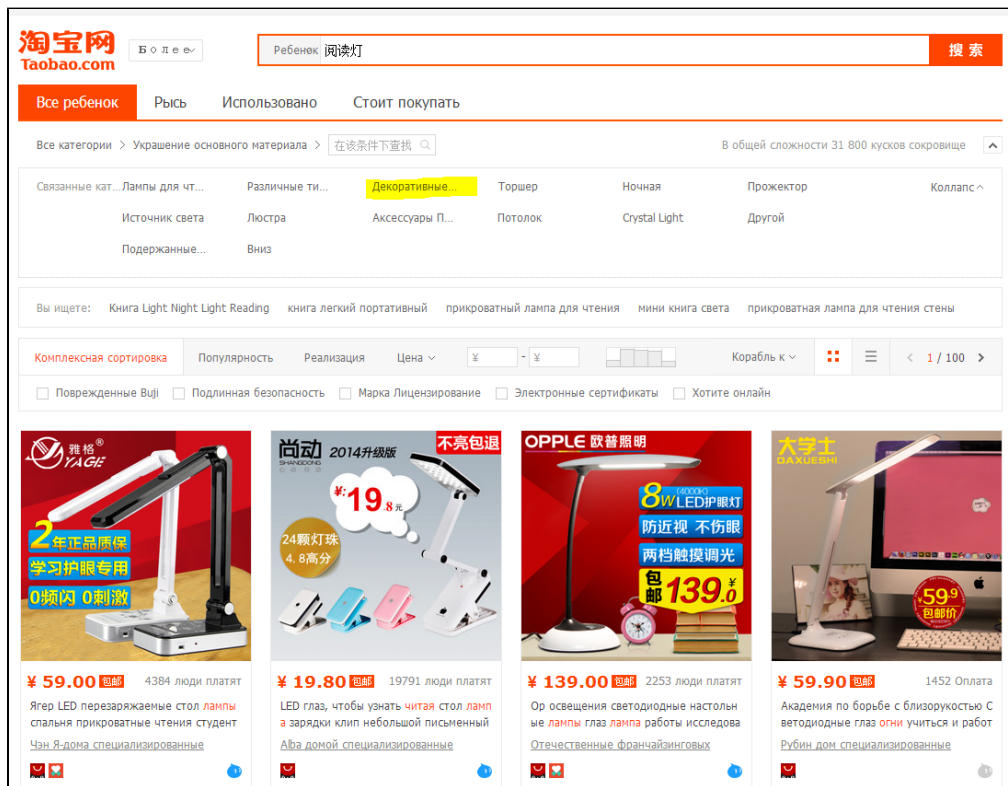 淘宝网
Taobao.com
Более
Ребенок 阅读灯
搜 索
Все ребенок Рысь Использовано Стоит покупать
Все категории > Украшение основного материала > 在该条件下查找
В общей сложности 31 800 кусков сокровище
Связанные кат... Лампы для чт... Различные ти... Декоративные... Торшер Ночная Прожектор Коллапс
Источник света Люстра Аксессуары П... Потолок Crystal Light Другой
Подержанные... Вниз
Вы ищете: Книга Light Night Light Reading книга легкий портативный прикроватный лампа для чтения мини книга света прикроватная лампа для чтения стены
Комплексная сортировка Популярность Реализация Цена ¥ - ¥ Корабль к < 1 / 100 >
Поврежденные Buji Подлинная безопасность Марка Лицензирование Электронные сертификаты Хотите онлайн
雅格®
YAGE
2年正品质保
学习护眼专用
0频闪 0刺激
尚动 2014升级版
SHANGDONG
不亮包退
¥:19.8元
24颗灯珠
4.8高分
OPPLE 欧普照明
8W(4000K)LED护眼灯
防近视 不伤眼
两档触摸调光
包邮139.0¥
大学士
DAXUESHI
¥59.9
包邮价
¥ 59.00 包邮 4384 люди платят
Ягер LED перезаряжаемые стол лампы
спальня прикроватные чтения студент
Чэн Я-дома специализированные
¥ 19.80 包邮 19791 люди платят
LED глаз, чтобы узнать читая стол ламп
а зарядки клип небольшой письменный
Alba домой специализированные
¥ 139.00 包邮 2253 люди платят
Op освещения светодиодные настольн
ые лампы глаз лампа работы исследова
Отечественные франчайзинговых
¥ 59.90 包邮 1452 Оплата
Академия по борьбе с близорукостью С
ветодиодные глаз огни учиться и работ
Рубин дом специализированные